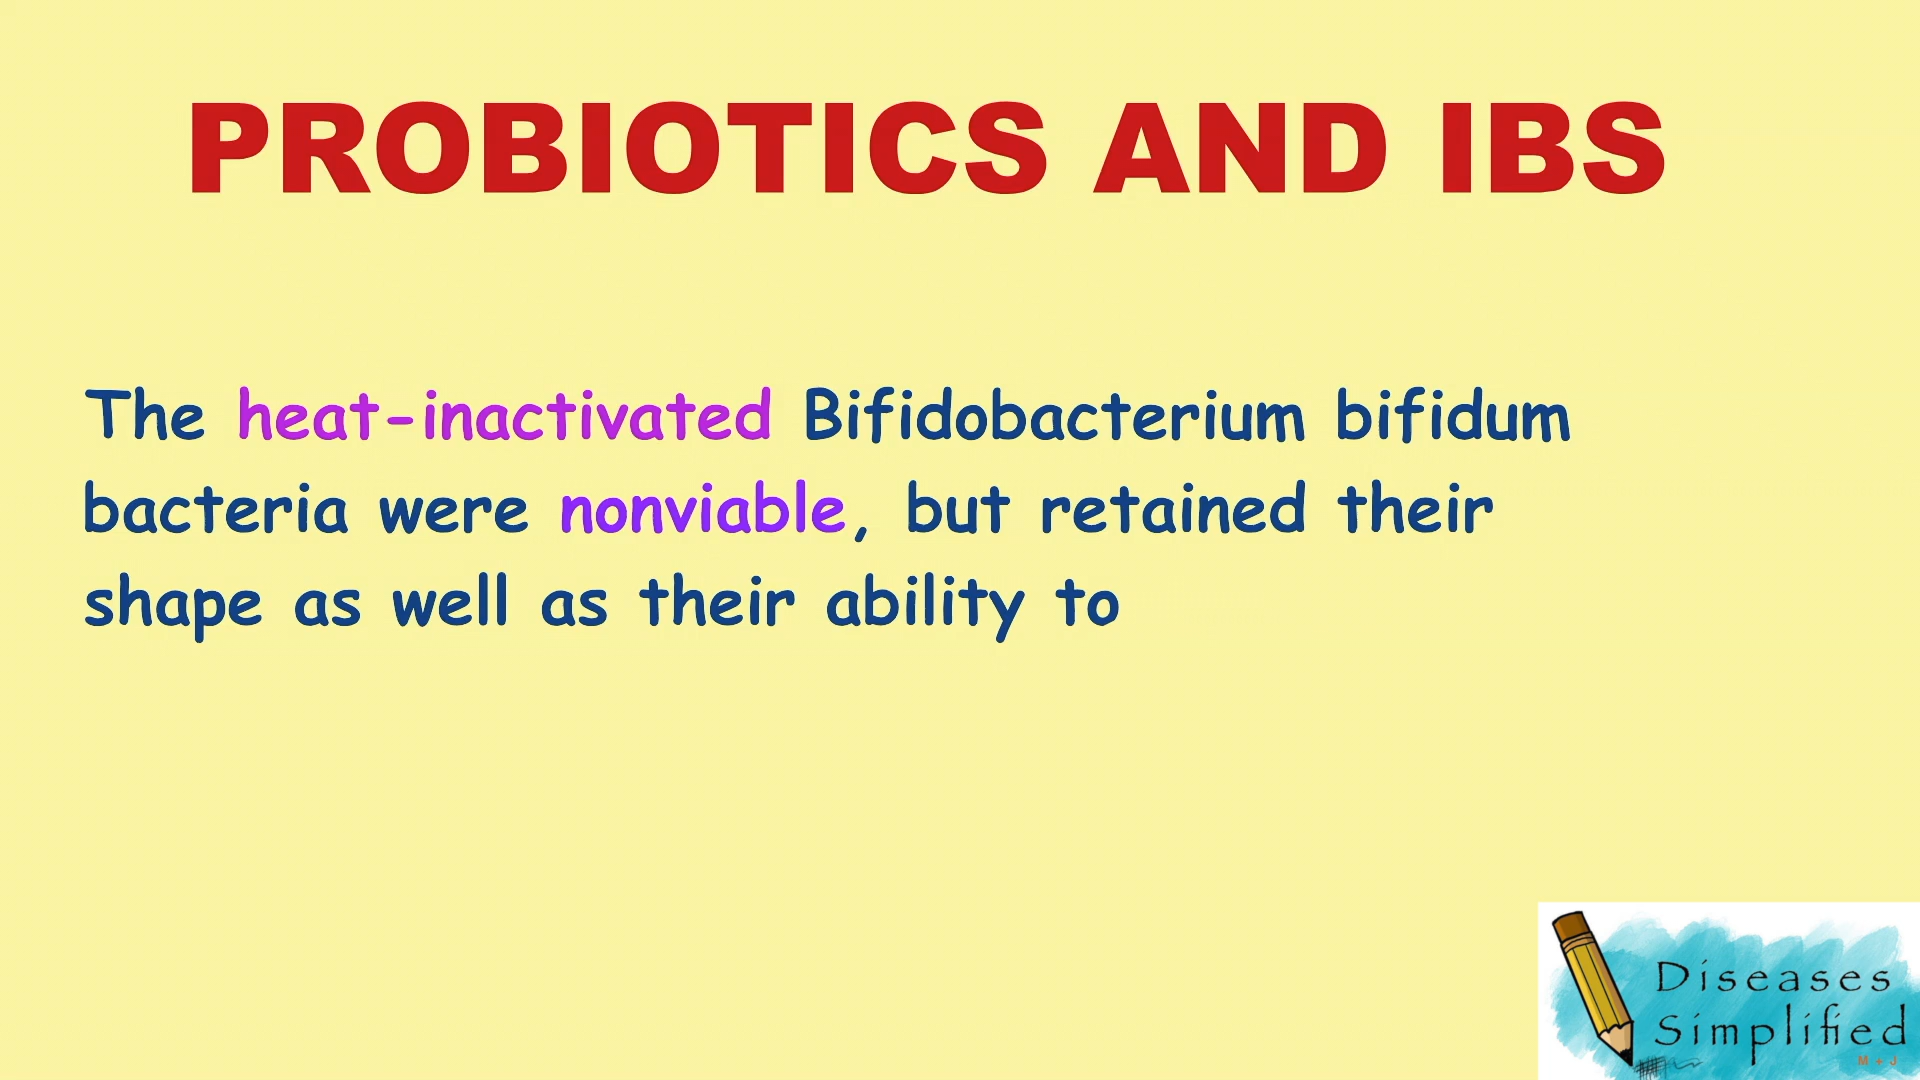 PROBIOTICS AND IBS
The heat-inactivated Bifidobacterium bifidum
bacteria were nonviable, but retained their
shape as well as their ability to
Diseases
Simplified
M + J